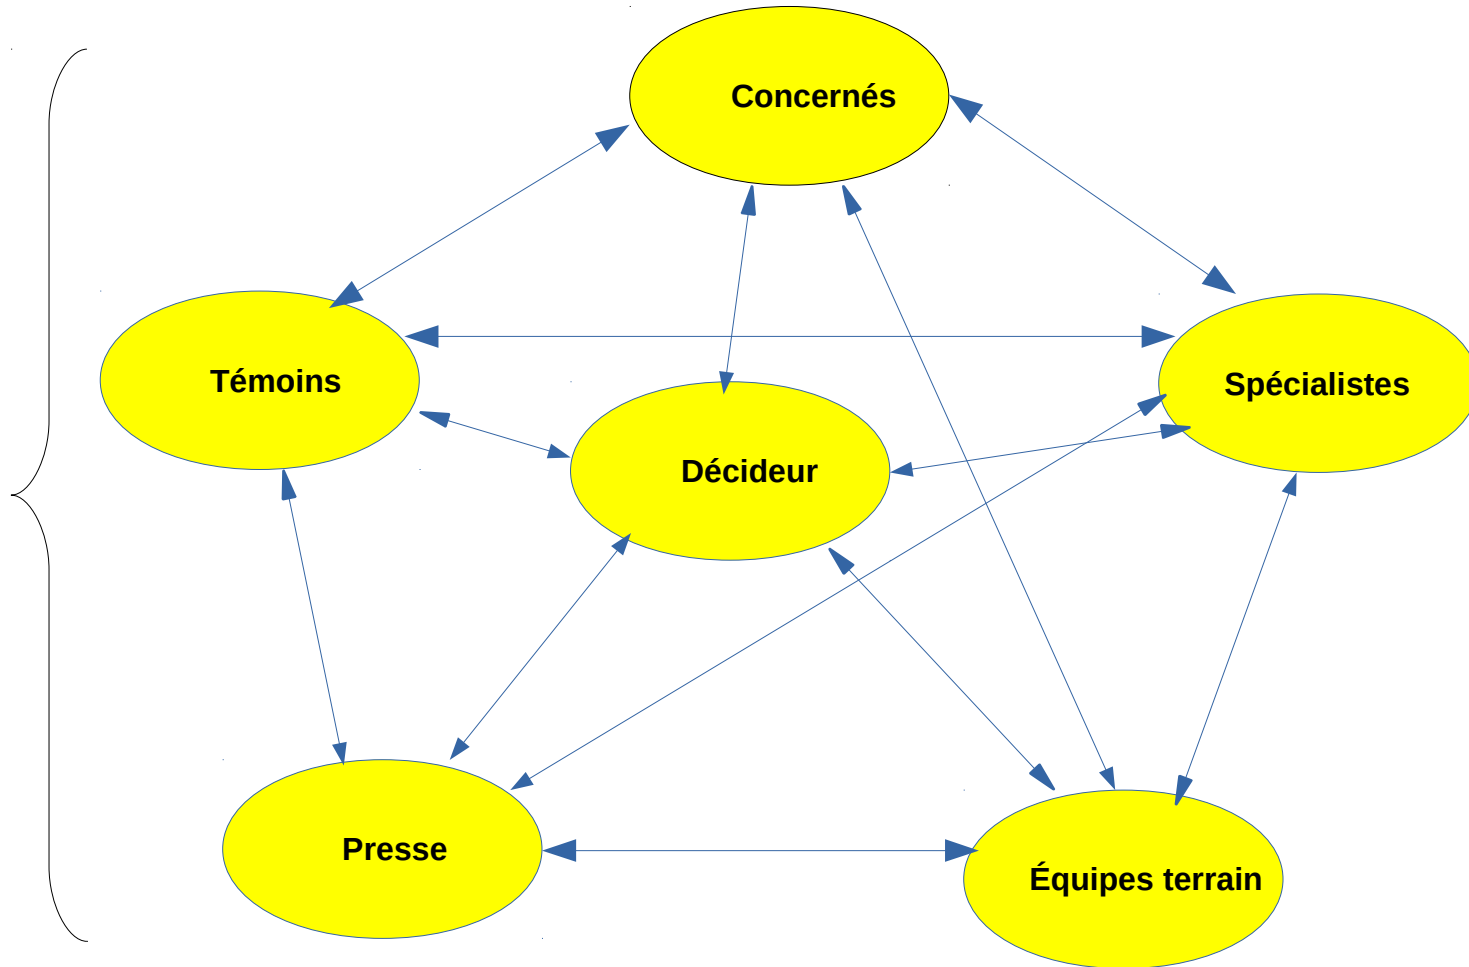 Concernés
Témoins
Spécialistes
Décideur
Presse
Équipes terrain